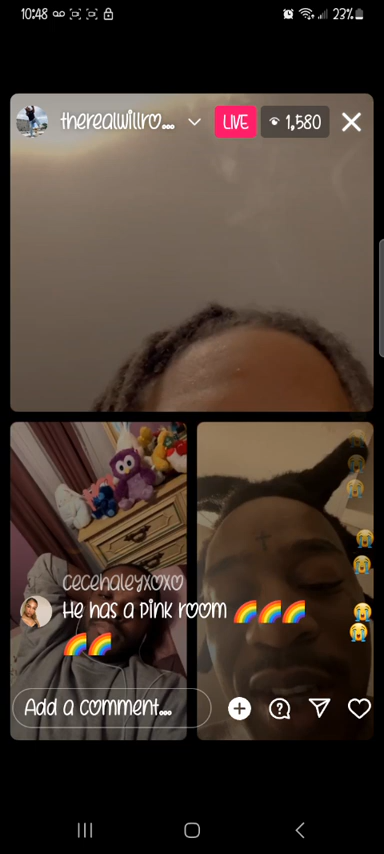 10:48
23%
therealwillro...
LIVE
1,580
cecehaleyxoxo
He has a pink room 🌈🌈🌈
🌈🌈
Add a comment...